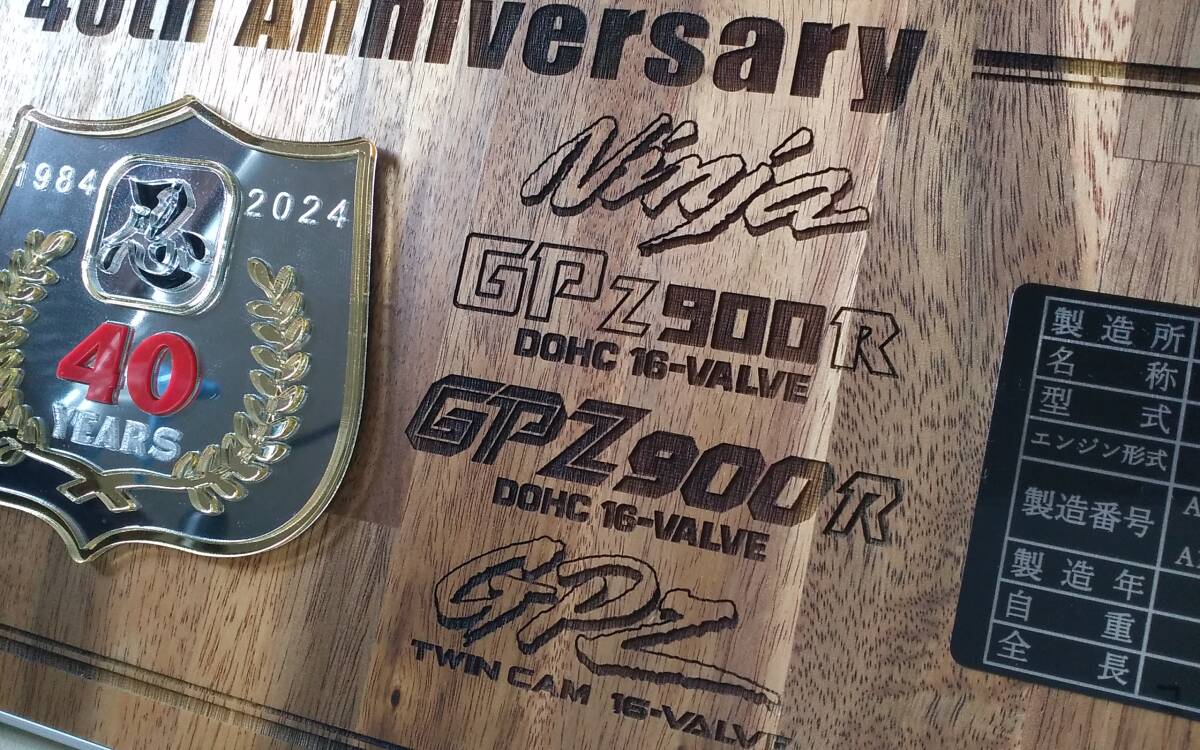 40th Anniversary
1984 忍 2024
40
YEARS
Ninja
GPz900R
DOHC 16-VALVE
GPZ900R
DOHC 16-VALVE
GPz
TWIN CAM 16-VALVE
製造所
名称
型式
エンジン形式
製造番号
A
A
製造年
自重
全長